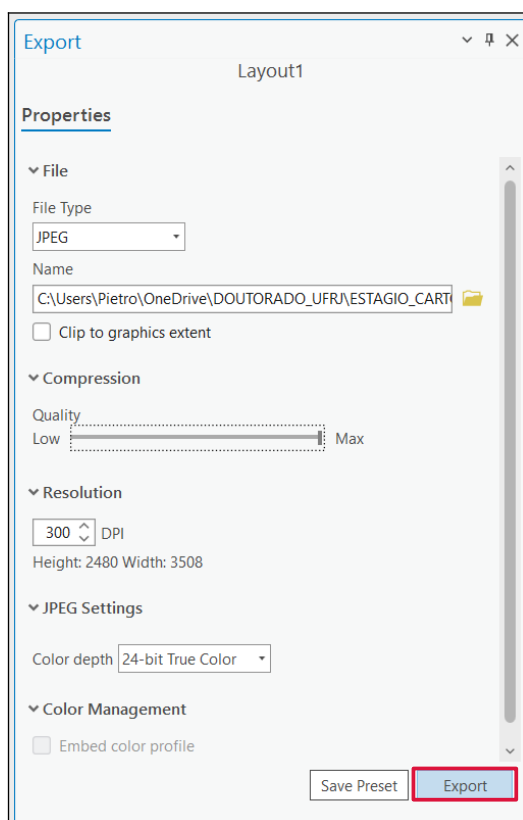 Export
Layout1
Properties
File
File Type
JPEG
Name
C:\Users\Pietro\OneDrive\DOUTORADO_UFRJ\ESTAGIO_CART
Clip to graphics extent
Compression
Quality
Low Max
Resolution
300 DPI
Height: 2480 Width: 3508
JPEG Settings
Color depth 24-bit True Color
Color Management
Embed color profile
Save Preset Export